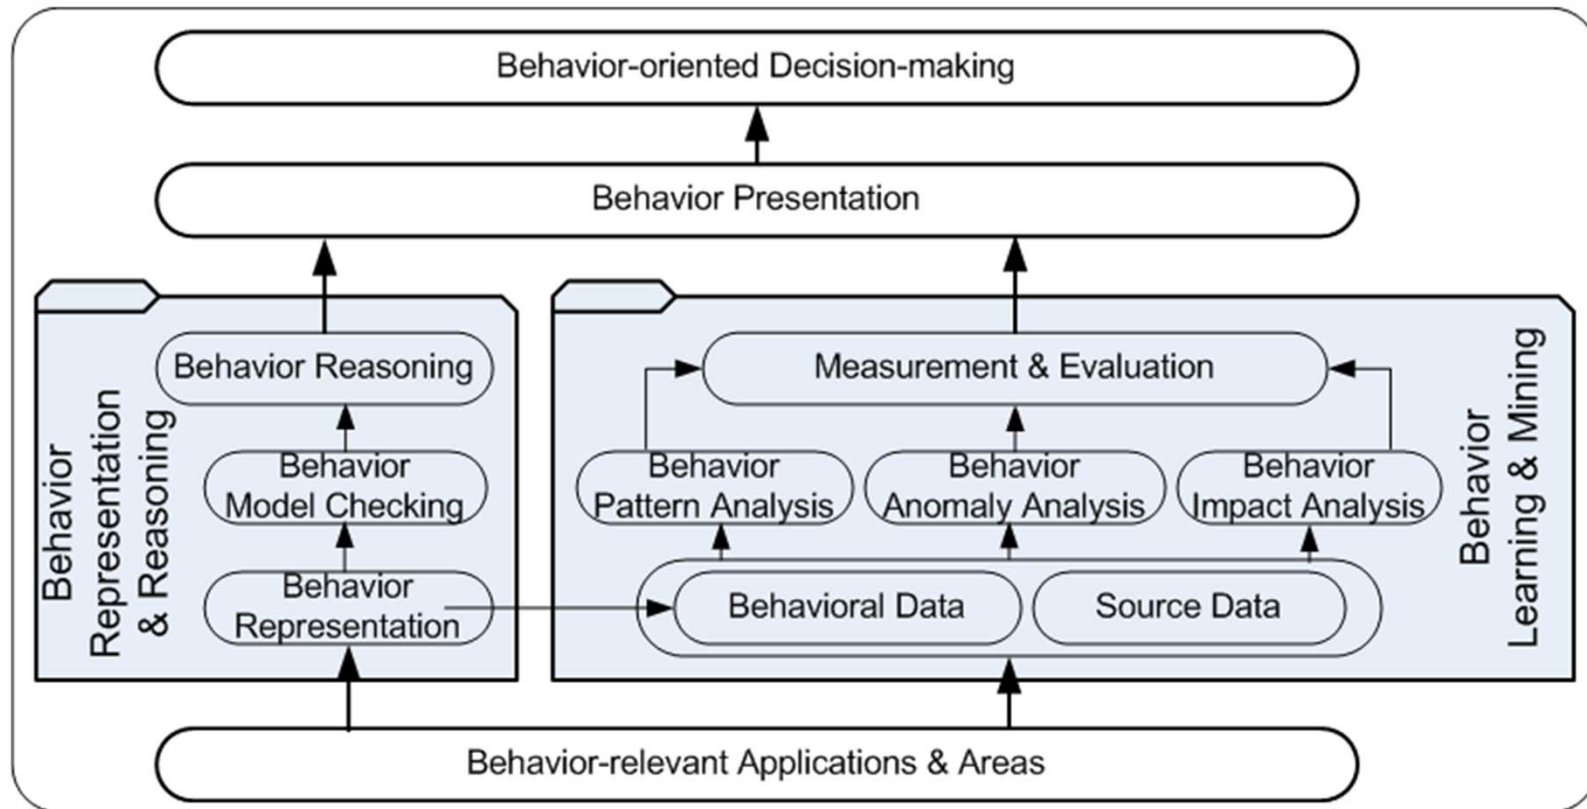 Behavior-oriented Decision-making
Behavior Presentation
Behavior
Representation
& Reasoning
Behavior Reasoning
Behavior
Model Checking
Behavior
Representation
Measurement & Evaluation
Behavior
Pattern Analysis
Behavior
Anomaly Analysis
Behavior
Impact Analysis
Behavioral Data
Source Data
Behavior
Learning & Mining
Behavior-relevant Applications & Areas